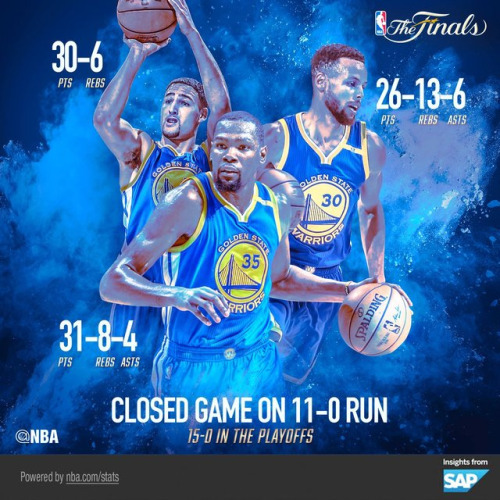 The Finals
30-6
PTS REBS
26-13-6
PTS REBS ASTS
GOLDEN STATE
GOLDEN STATE
30
WARRIORS
GOLDEN STATE
35
WARRIORS
SPALDING
31-8-4
PTS REBS ASTS
CLOSED GAME ON 11-0 RUN
15-0 IN THE PLAYOFFS
@NBA
Insights from
SAP
Powered by nba.com/stats